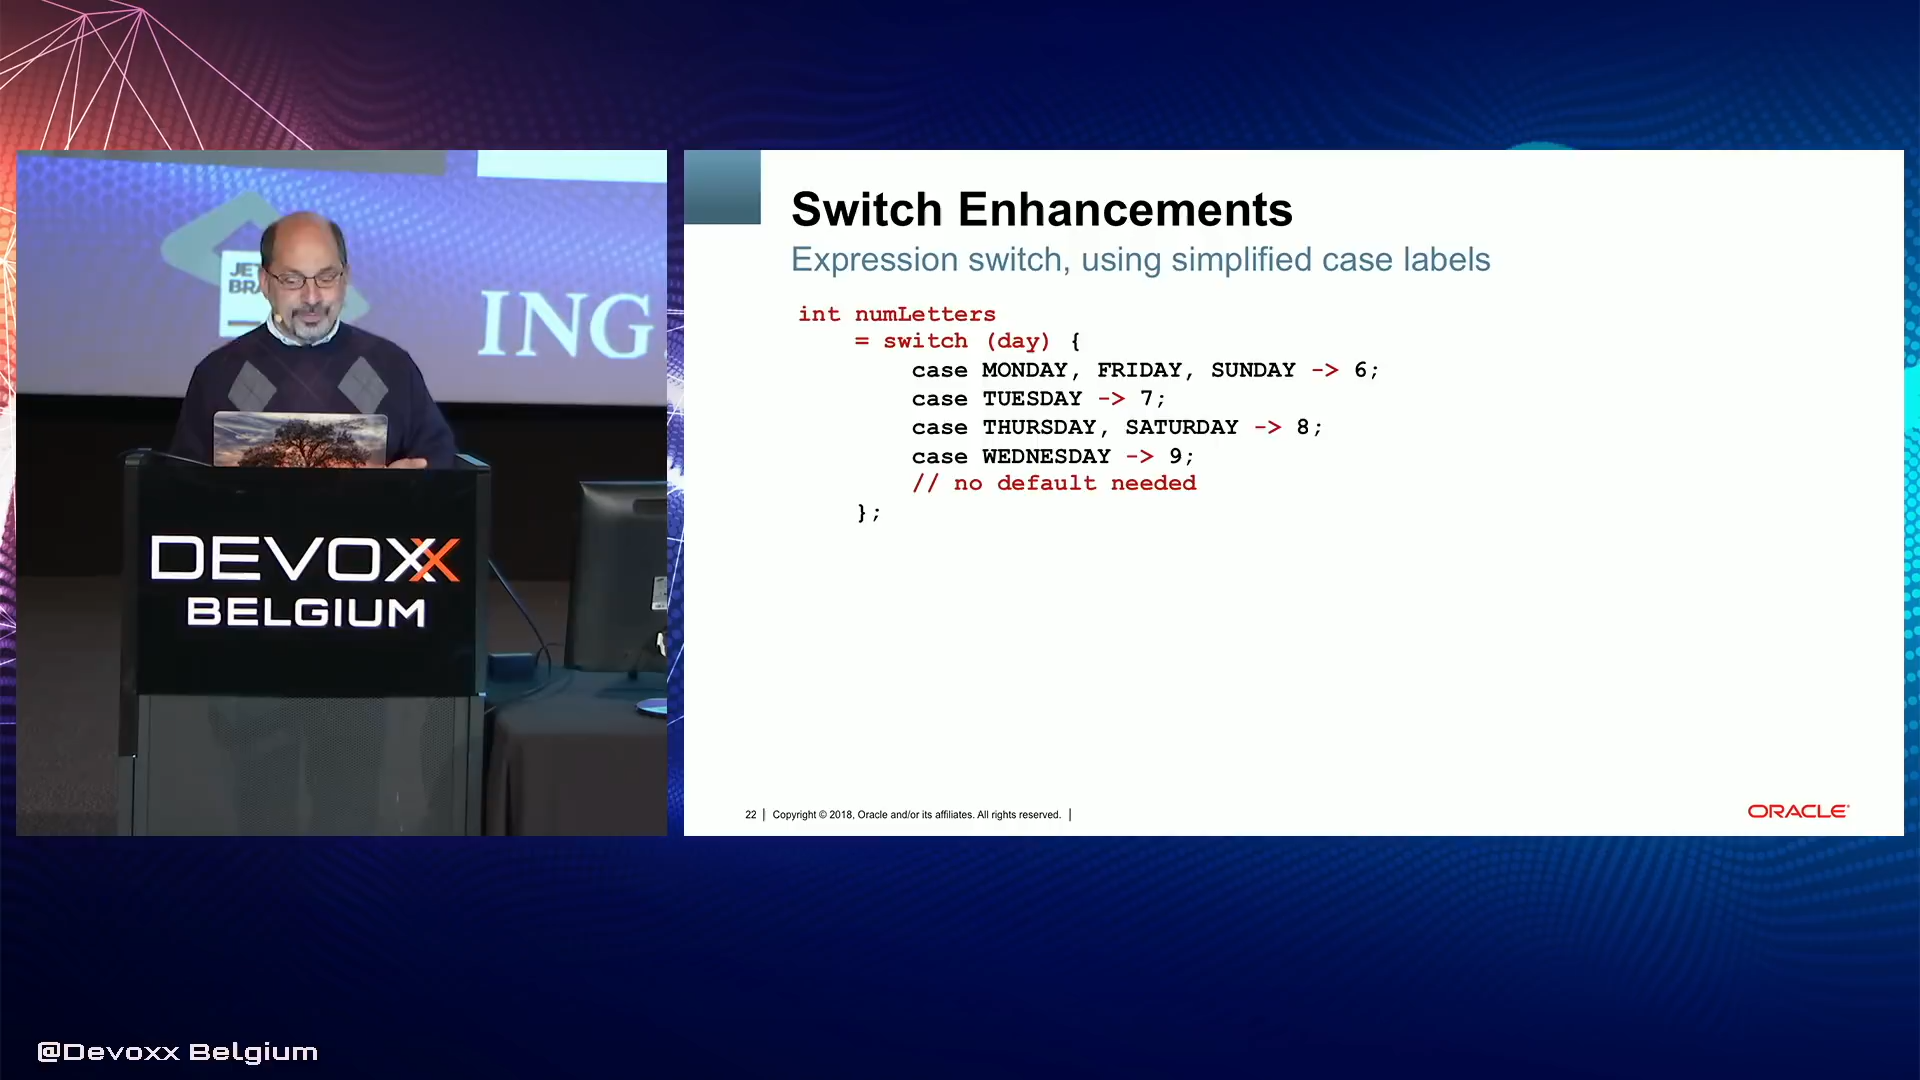 JET
BRA
ING
DEVOXX
BELGIUM
Switch Enhancements
Expression switch, using simplified case labels
int numLetters
= switch (day) {
case MONDAY, FRIDAY, SUNDAY -> 6;
case TUESDAY -> 7;
case THURSDAY, SATURDAY -> 8;
case WEDNESDAY -> 9;
// no default needed
};
22 | Copyright © 2018, Oracle and/or its affiliates. All rights reserved. |
ORACLE®
@Devoxx Belgium